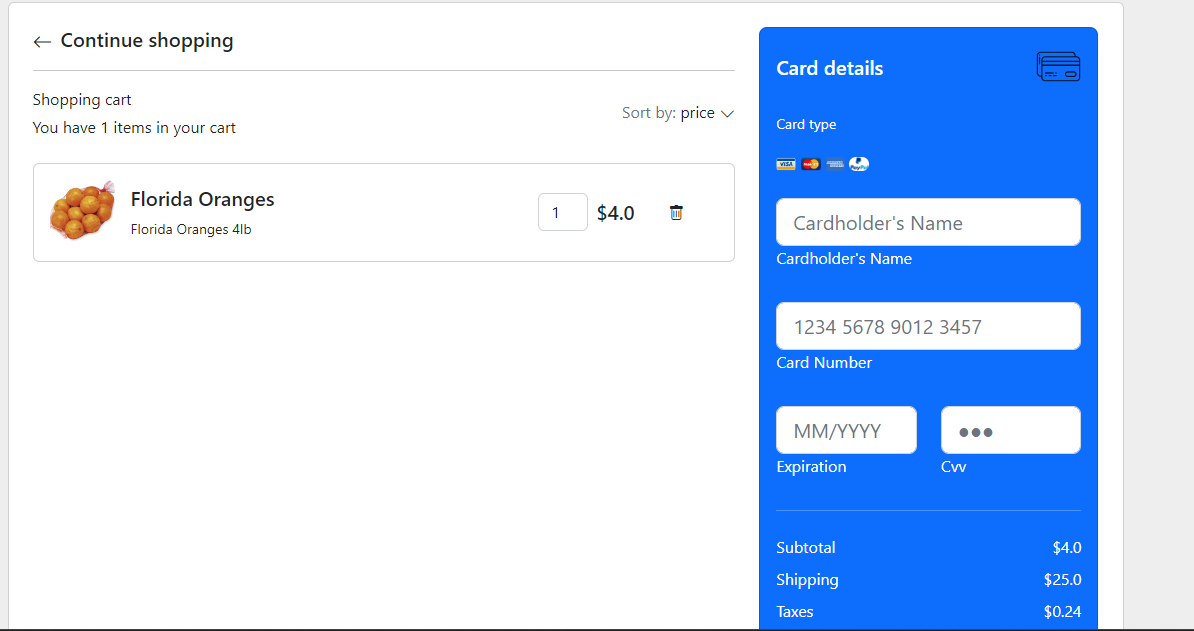 Continue shopping
Shopping cart
You have 1 items in your cart
Sort by: price
Florida Oranges
Florida Oranges 4lb
1
$4.0
Card details
Card type
VISA
Cardholder's Name
Cardholder's Name
1234 5678 9012 3457
Card Number
MM/YYYY
●●●
Expiration
Cvv
Subtotal $4.0
Shipping $25.0
Taxes $0.24